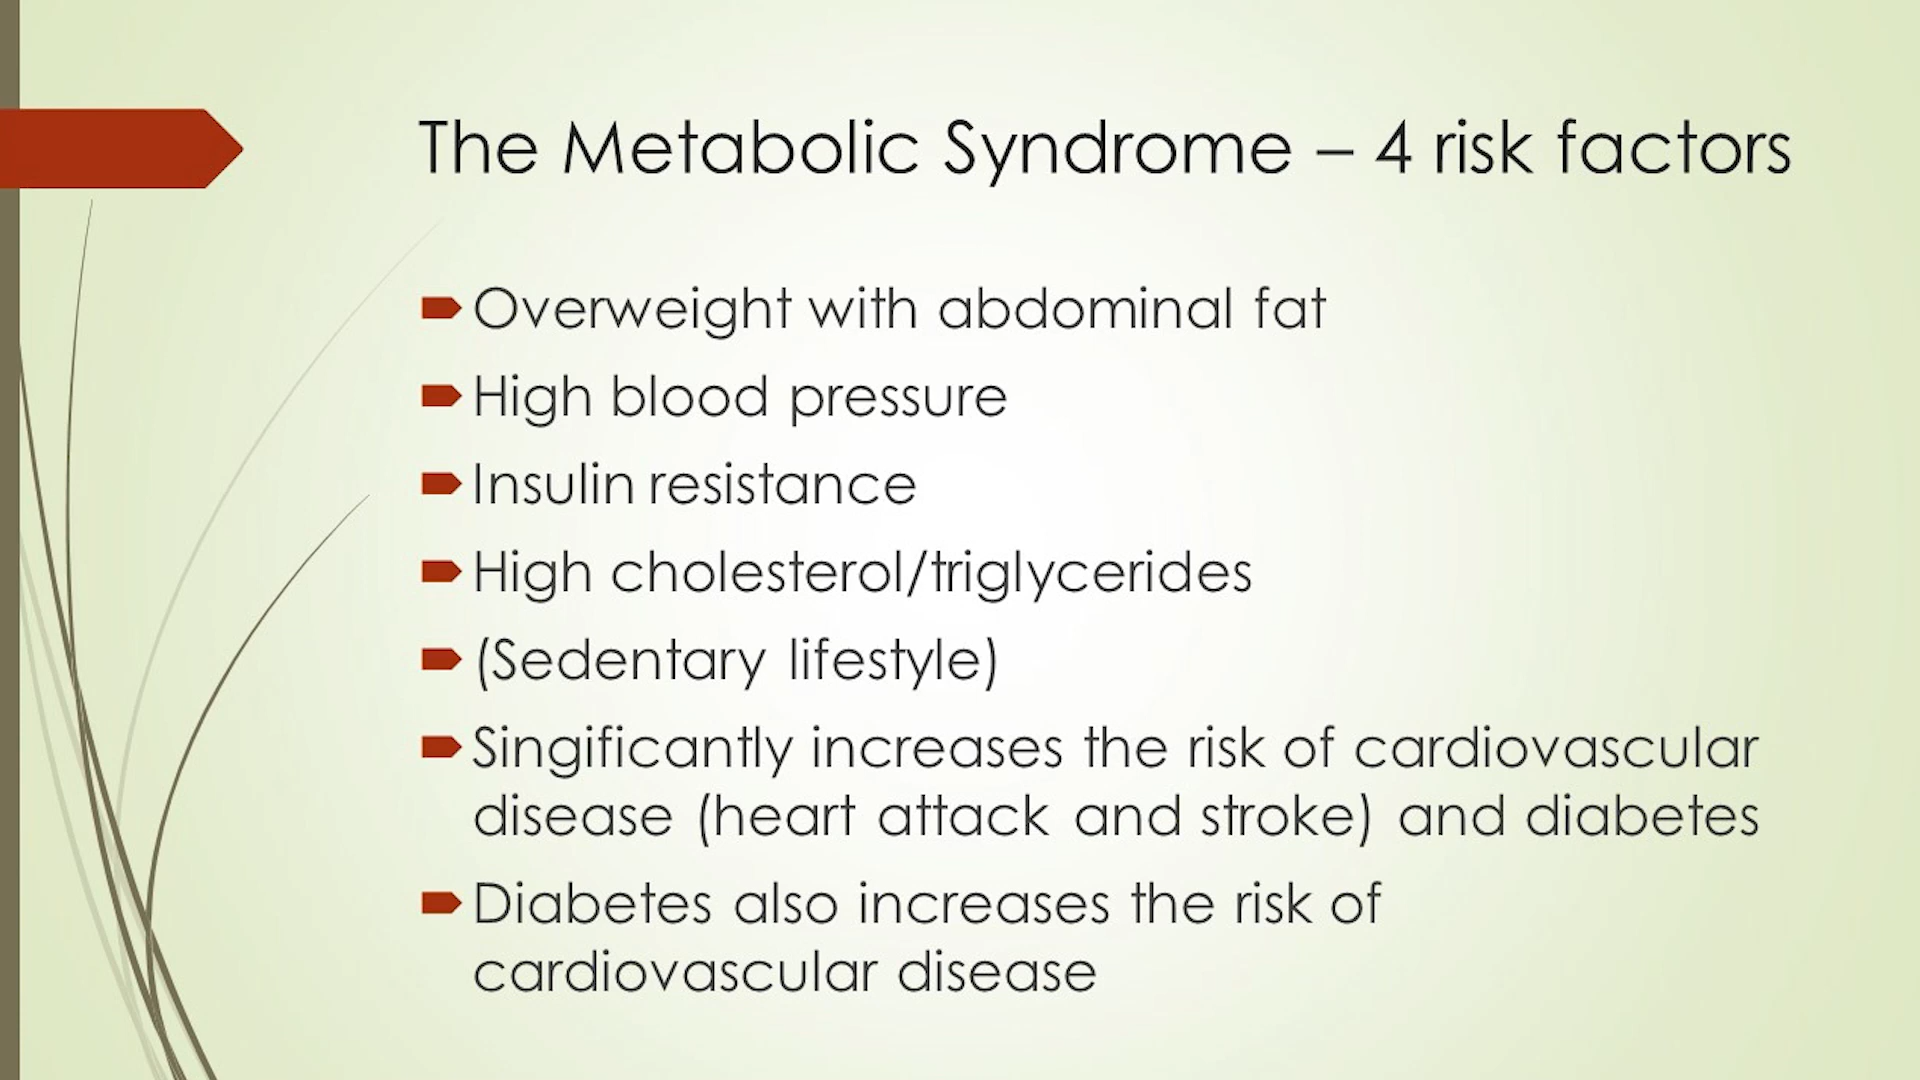 The Metabolic Syndrome – 4 risk factors
Overweight with abdominal fat
High blood pressure
Insulin resistance
High cholesterol/triglycerides
(Sedentary lifestyle)
Singificantly increases the risk of cardiovascular
disease (heart attack and stroke) and diabetes
Diabetes also increases the risk of
cardiovascular disease